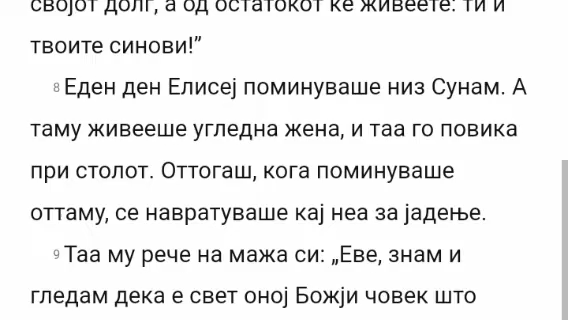 својот долг, а од остатокот ќе живеете: ти и
твоите синови!”
8 Еден ден Елисеј поминуваше низ Сунам. А
таму живееше угледна жена, и таа го повика
при столот. Оттогаш, кога поминуваше
оттаму, се навратуваше кај неа за јадење.
9 Таа му рече на мажа си: „Еве, знам и
гледам дека е свет оној Божји човек што